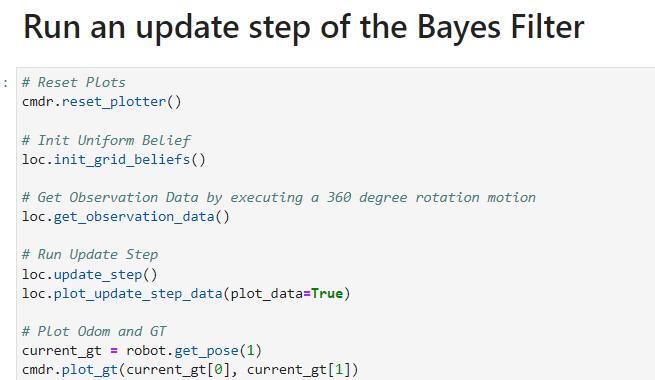 Run an update step of the Bayes Filter
: # Reset Plots
cmdr.reset_plotter()
# Init Uniform Belief
loc.init_grid_beliefs()
# Get Observation Data by executing a 360 degree rotation motion
loc.get_observation_data()
# Run Update Step
loc.update_step()
loc.plot_update_step_data(plot_data=True)
# Plot Odom and GT
current_gt = robot.get_pose(1)
cmdr.plot_gt(current_gt[0], current_gt[1])